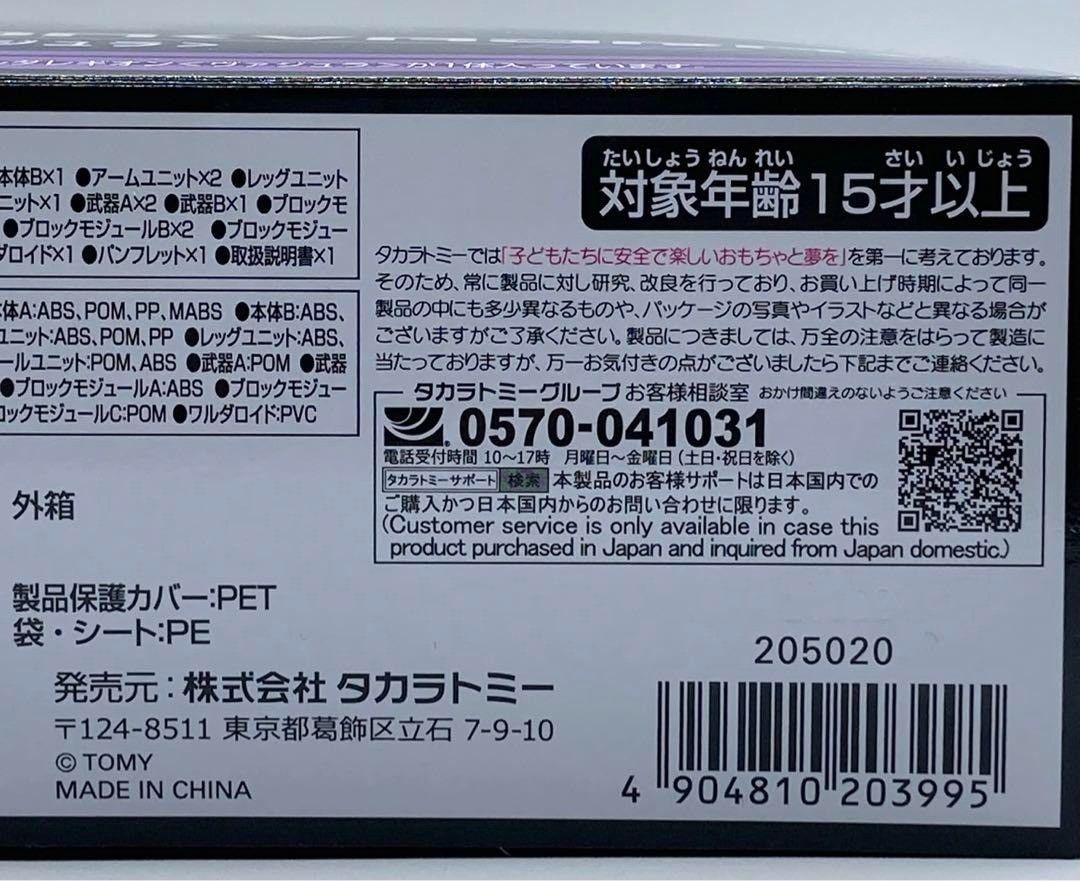 本体B×1 ●アームユニット×2 ●レッグユニット
ニット×1 ●武器A×2 ●武器B×1 ●ブロックモ
●ブロックモジュールB×2 ●ブロックモジュー
ダロイド×1 ●パンフレット×1 ●取扱説明書×1
体A:ABS、POM、PP、MABS ●本体B:ABS、
ユニット:ABS、POM、PP ●レッグユニット:ABS、
ールユニット:POM、ABS ●武器A:POM ●武器
●ブロックモジュールA:ABS ●ブロックモジュー
ロックモジュールC:POM ●ワルダロイド:PVC
外箱
製品保護カバー:PET
袋・シート:PE
発売元:株式会社 タカラトミー
〒124-8511 東京都葛飾区立石 7-9-10
© TOMY
MADE IN CHINA
たいしょう ねん れい さい い じょう
対象年齢15才以上
タカラトミーでは「子どもたちに安全で楽しいおもちゃと夢を」を第一に考えております。
そのため、常に製品に対し研究、改良を行っており、お買い上げ時期によって同一
製品の中にも多少異なるものや、パッケージの写真やイラストなどと異なる場合が
ございますがご了承ください。製品につきましては、万全の注意をはらって製造に
当たっておりますが、万一お気付きの点がございましたら下記までご連絡ください。
タカラトミーグループ お客様相談室 おかけ間違えのないようご注意ください
0570-041031
電話受付時間 10〜17時 月曜日〜金曜日（土日・祝日を除く）
タカラトミーサポート 検索 本製品のお客様サポートは日本国内での
ご購入かつ日本国内からのお問い合わせに限ります。
(Customer service is only available in case this
product purchased in Japan and inquired from Japan domestic.)
205020
4 904810 203995